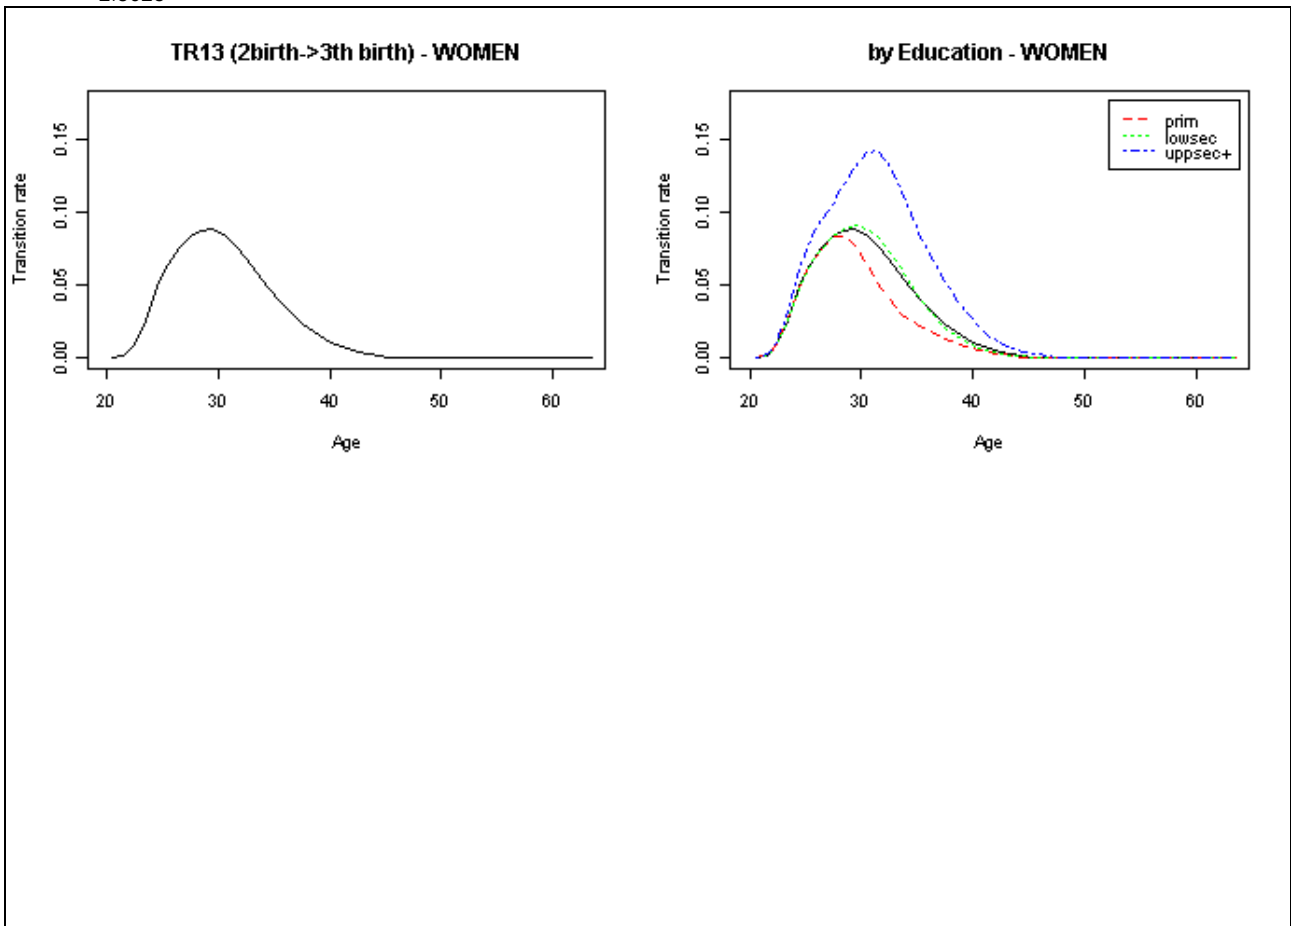 TR13 (2birth->3th birth) - WOMEN
Transition rate
0.00 0.05 0.10 0.15
20 30 40 50 60
Age
by Education - WOMEN
prim
lowsec
uppsec+
Transition rate
0.00 0.05 0.10 0.15
20 30 40 50 60
Age